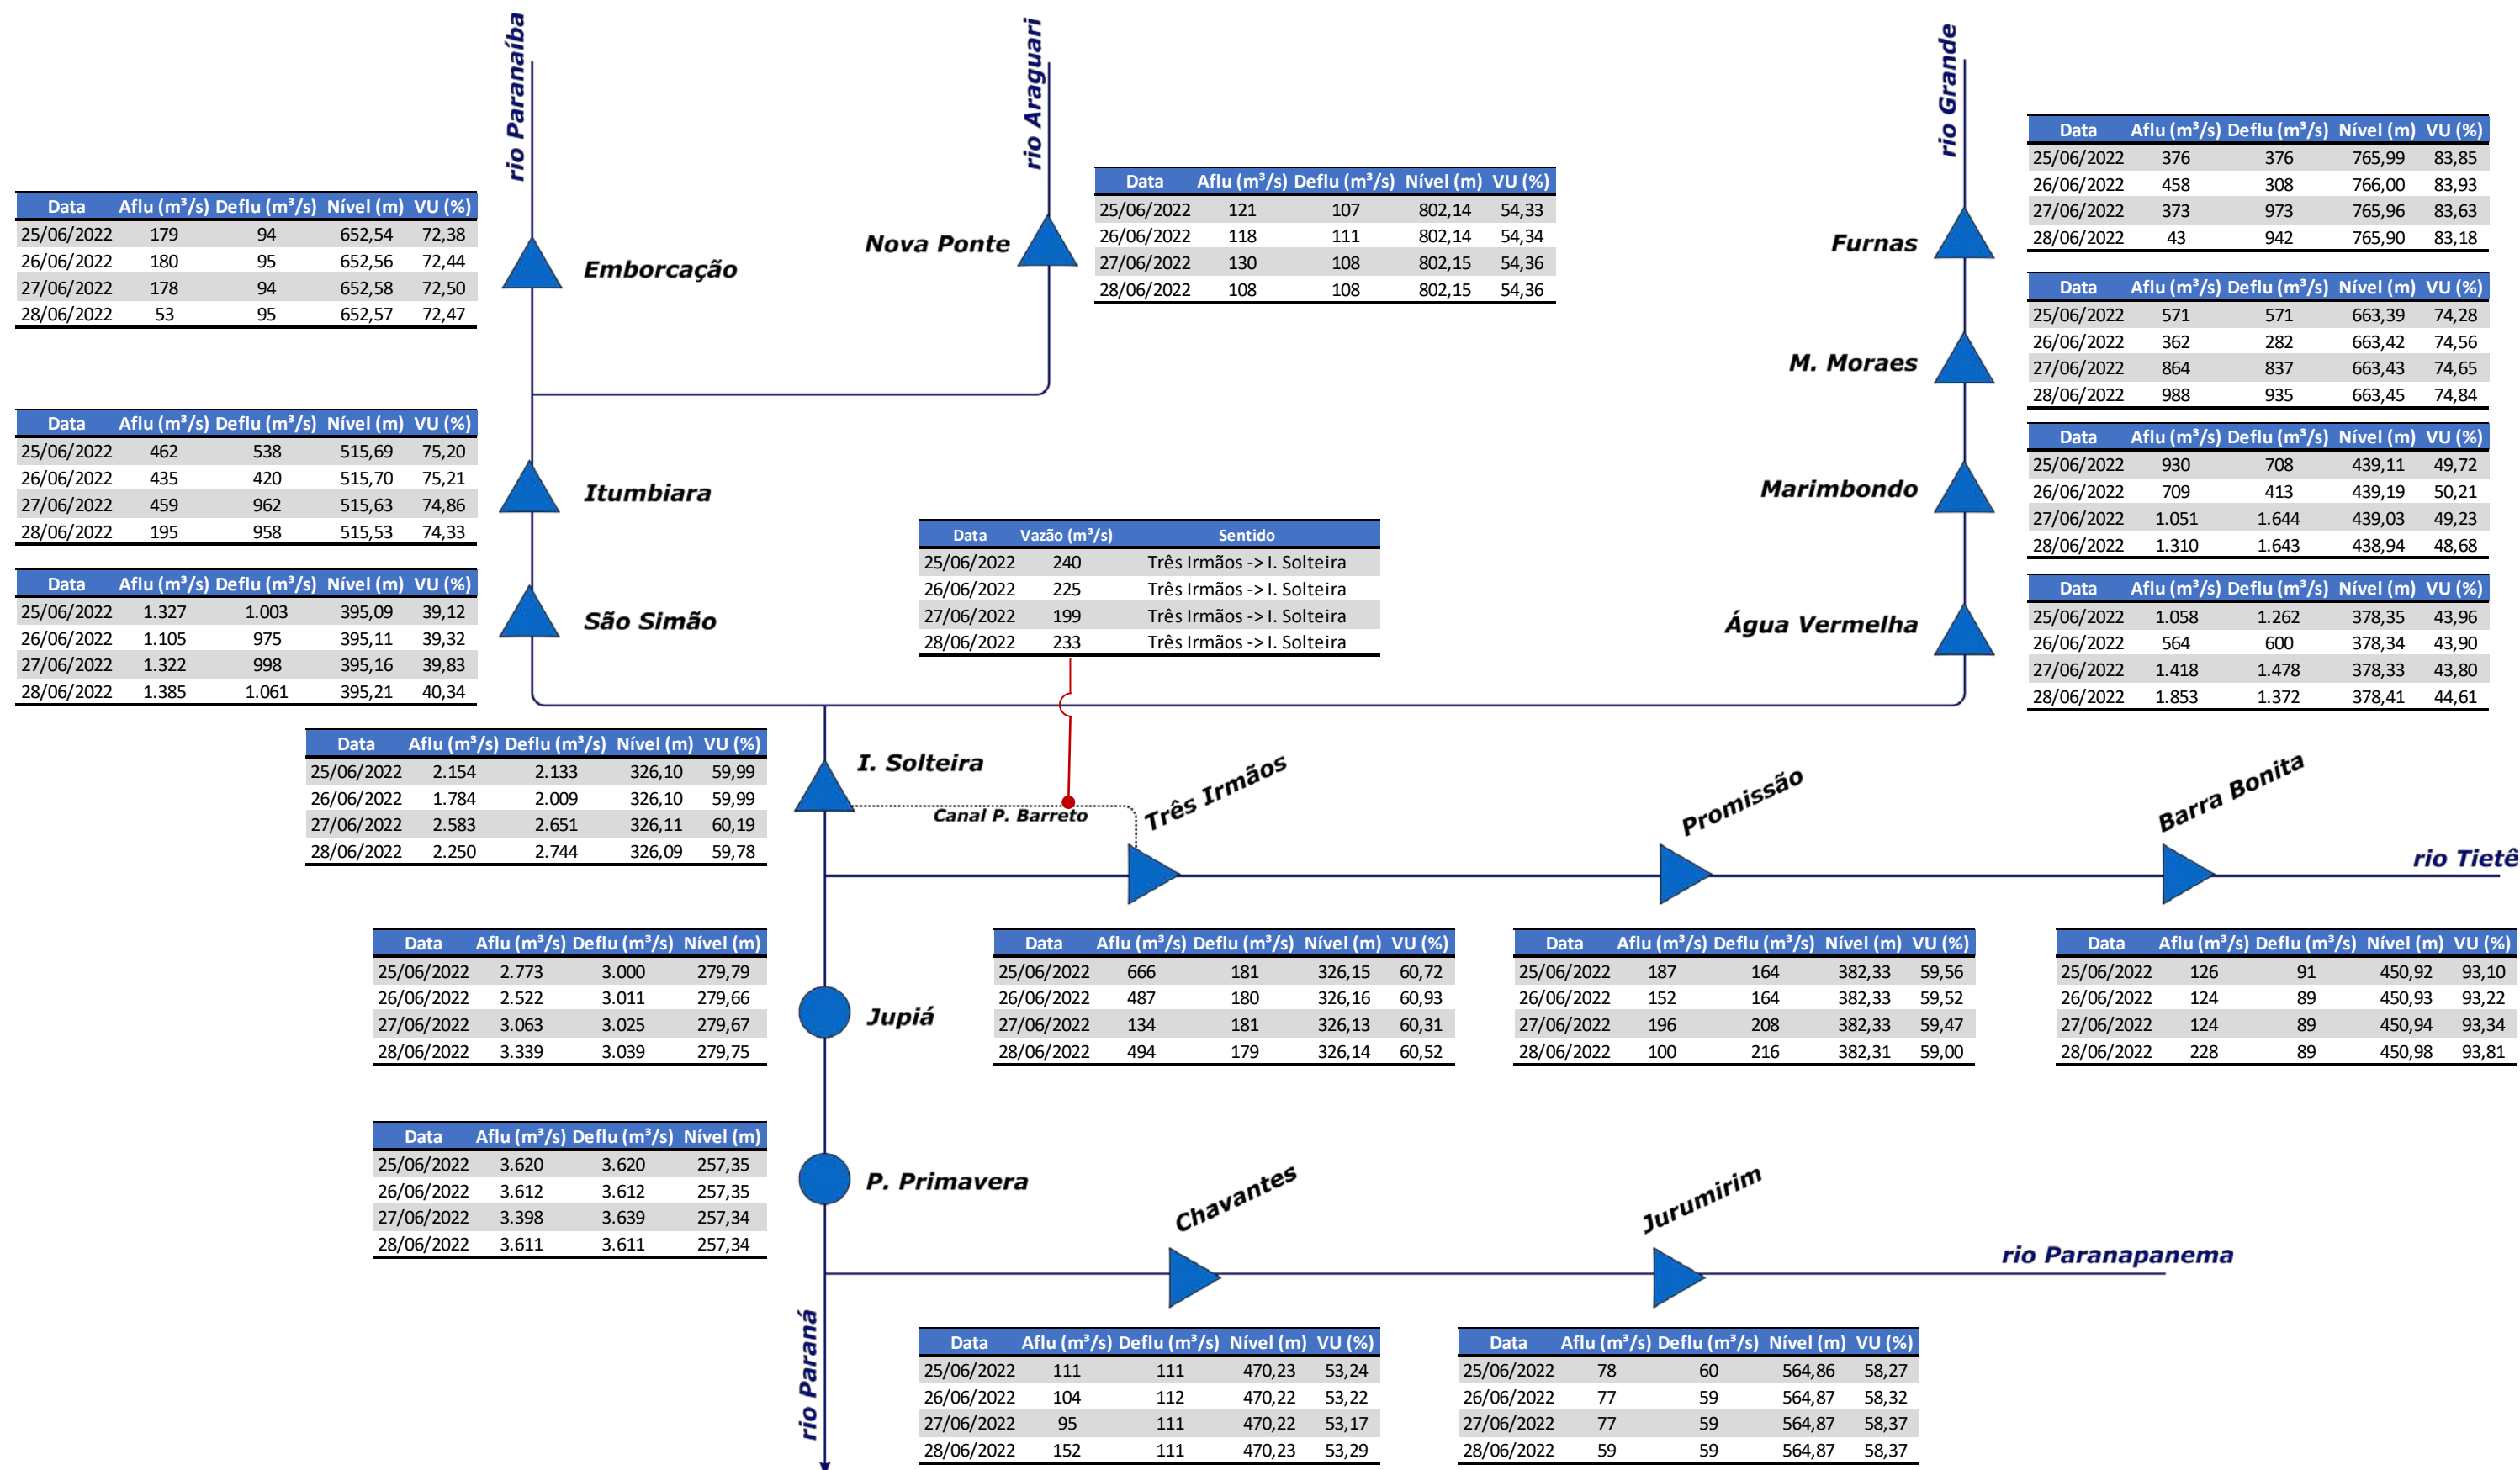 rio Paranaíba
rio Araguari
rio Grande
Data Aflu (m³/s) Deflu (m³/s) Nível (m) VU (%)
25/06/2022 179 94 652,54 72,38
26/06/2022 180 95 652,56 72,44
27/06/2022 178 94 652,58 72,50
28/06/2022 53 95 652,57 72,47
Emborcação
Nova Ponte
Data Aflu (m³/s) Deflu (m³/s) Nível (m) VU (%)
25/06/2022 121 107 802,14 54,33
26/06/2022 118 111 802,14 54,34
27/06/2022 130 108 802,15 54,36
28/06/2022 108 108 802,15 54,36
Furnas
Data Aflu (m³/s) Deflu (m³/s) Nível (m) VU (%)
25/06/2022 376 376 765,99 83,85
26/06/2022 458 308 766,00 83,93
27/06/2022 373 973 765,96 83,63
28/06/2022 43 942 765,90 83,18
M. Moraes
Data Aflu (m³/s) Deflu (m³/s) Nível (m) VU (%)
25/06/2022 571 571 663,39 74,28
26/06/2022 362 282 663,42 74,56
27/06/2022 864 837 663,43 74,65
28/06/2022 988 935 663,45 74,84
Data Aflu (m³/s) Deflu (m³/s) Nível (m) VU (%)
25/06/2022 462 538 515,69 75,20
26/06/2022 435 420 515,70 75,21
27/06/2022 459 962 515,63 74,86
28/06/2022 195 958 515,53 74,33
Itumbiara
Marimbondo
Data Aflu (m³/s) Deflu (m³/s) Nível (m) VU (%)
25/06/2022 930 708 439,11 49,72
26/06/2022 709 413 439,19 50,21
27/06/2022 1.051 1.644 439,03 49,23
28/06/2022 1.310 1.643 438,94 48,68
Data Aflu (m³/s) Deflu (m³/s) Nível (m) VU (%)
25/06/2022 1.327 1.003 395,09 39,12
26/06/2022 1.105 975 395,11 39,32
27/06/2022 1.322 998 395,16 39,83
28/06/2022 1.385 1.061 395,21 40,34
São Simão
Data Vazão (m³/s) Sentido
25/06/2022 240 Três Irmãos -> I. Solteira
26/06/2022 225 Três Irmãos -> I. Solteira
27/06/2022 199 Três Irmãos -> I. Solteira
28/06/2022 233 Três Irmãos -> I. Solteira
Água Vermelha
Data Aflu (m³/s) Deflu (m³/s) Nível (m) VU (%)
25/06/2022 1.058 1.262 378,35 43,96
26/06/2022 564 600 378,34 43,90
27/06/2022 1.418 1.478 378,33 43,80
28/06/2022 1.853 1.372 378,41 44,61
Data Aflu (m³/s) Deflu (m³/s) Nível (m) VU (%)
25/06/2022 2.154 2.133 326,10 59,99
26/06/2022 1.784 2.009 326,10 59,99
27/06/2022 2.583 2.651 326,11 60,19
28/06/2022 2.250 2.744 326,09 59,78
I. Solteira
Canal P. Barreto
Três Irmãos
Promissão
Barra Bonita
rio Tietê
Data Aflu (m³/s) Deflu (m³/s) Nível (m)
25/06/2022 2.773 3.000 279,79
26/06/2022 2.522 3.011 279,66
27/06/2022 3.063 3.025 279,67
28/06/2022 3.339 3.039 279,75
Jupiá
Data Aflu (m³/s) Deflu (m³/s) Nível (m) VU (%)
25/06/2022 666 181 326,15 60,72
26/06/2022 487 180 326,16 60,93
27/06/2022 134 181 326,13 60,31
28/06/2022 494 179 326,14 60,52
Data Aflu (m³/s) Deflu (m³/s) Nível (m) VU (%)
25/06/2022 187 164 382,33 59,56
26/06/2022 152 164 382,33 59,52
27/06/2022 196 208 382,33 59,47
28/06/2022 100 216 382,31 59,00
Data Aflu (m³/s) Deflu (m³/s) Nível (m) VU (%)
25/06/2022 126 91 450,92 93,10
26/06/2022 124 89 450,93 93,22
27/06/2022 124 89 450,94 93,34
28/06/2022 228 89 450,98 93,81
Data Aflu (m³/s) Deflu (m³/s) Nível (m)
25/06/2022 3.620 3.620 257,35
26/06/2022 3.612 3.612 257,35
27/06/2022 3.398 3.639 257,34
28/06/2022 3.611 3.611 257,34
P. Primavera
Chavantes
Jurumirim
rio Paranapanema
rio Paraná
Data Aflu (m³/s) Deflu (m³/s) Nível (m) VU (%)
25/06/2022 111 111 470,23 53,24
26/06/2022 104 112 470,22 53,22
27/06/2022 95 111 470,22 53,17
28/06/2022 152 111 470,23 53,29
Data Aflu (m³/s) Deflu (m³/s) Nível (m) VU (%)
25/06/2022 78 60 564,86 58,27
26/06/2022 77 59 564,87 58,32
27/06/2022 77 59 564,87 58,37
28/06/2022 59 59 564,87 58,37